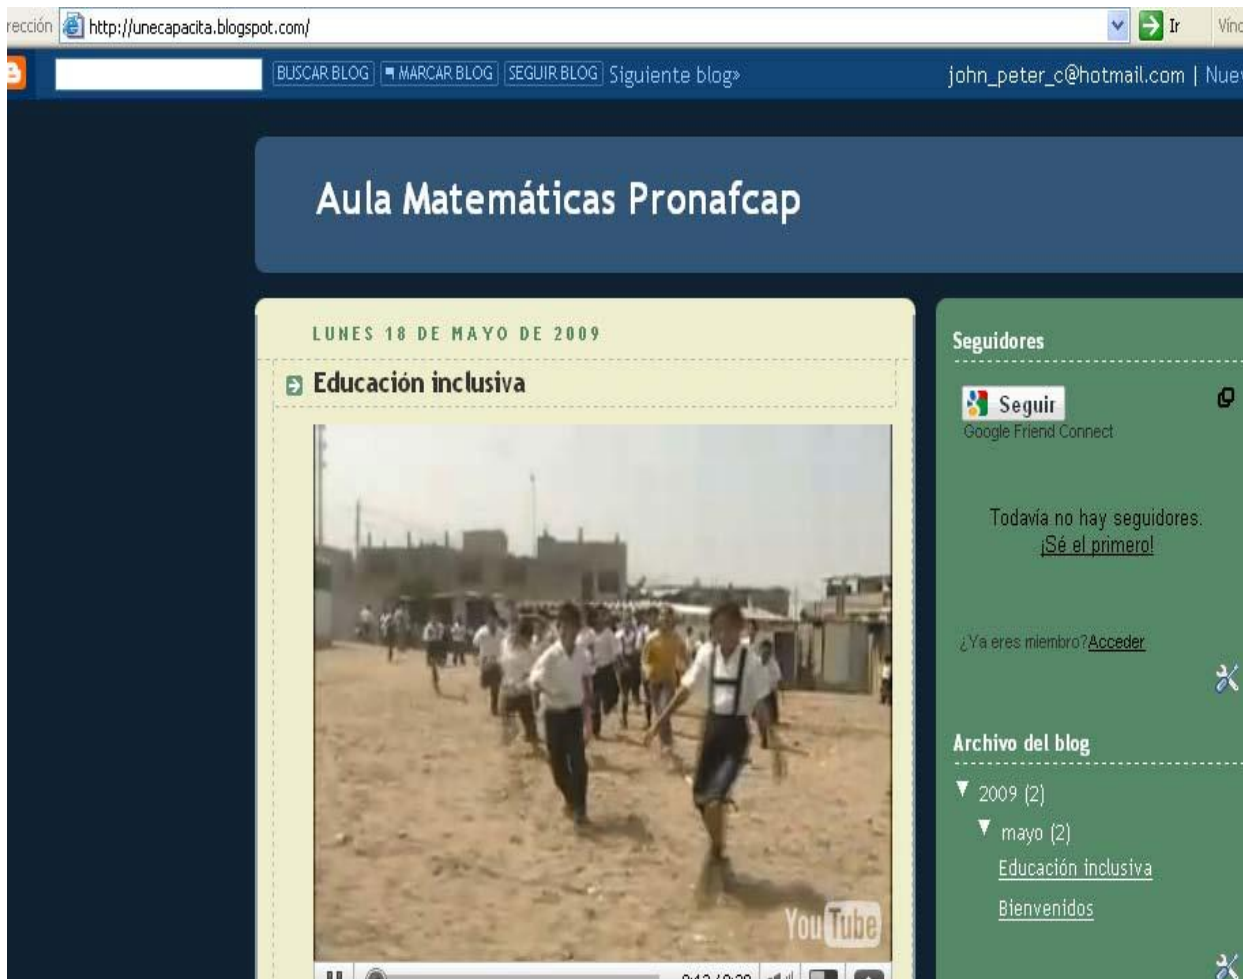 rección http://unecapacita.blogspot.com/ Ir Vínc
BUSCAR BLOG MARCAR BLOG SEGUIR BLOG Siguiente blog» john_peter_c@hotmail.com | Nuev
Aula Matemáticas Pronafcap
LUNES 18 DE MAYO DE 2009
Educación inclusiva
YouTube
Seguidores
Seguir
Google Friend Connect
Todavía no hay seguidores.
¡Sé el primero!
¿Ya eres miembro?Acceder
Archivo del blog
2009 (2)
mayo (2)
Educación inclusiva
Bienvenidos